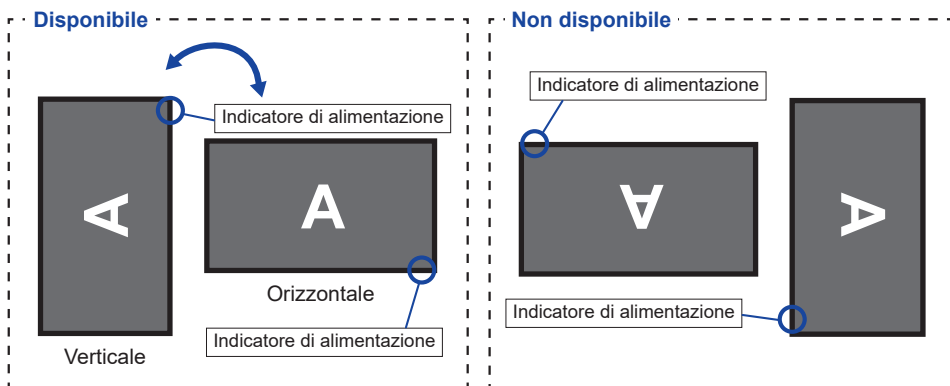 Disponibile
Indicatore di alimentazione
A
A
Orizzontale
Indicatore di alimentazione
Verticale
Non disponibile
Indicatore di alimentazione
A
A
Indicatore di alimentazione